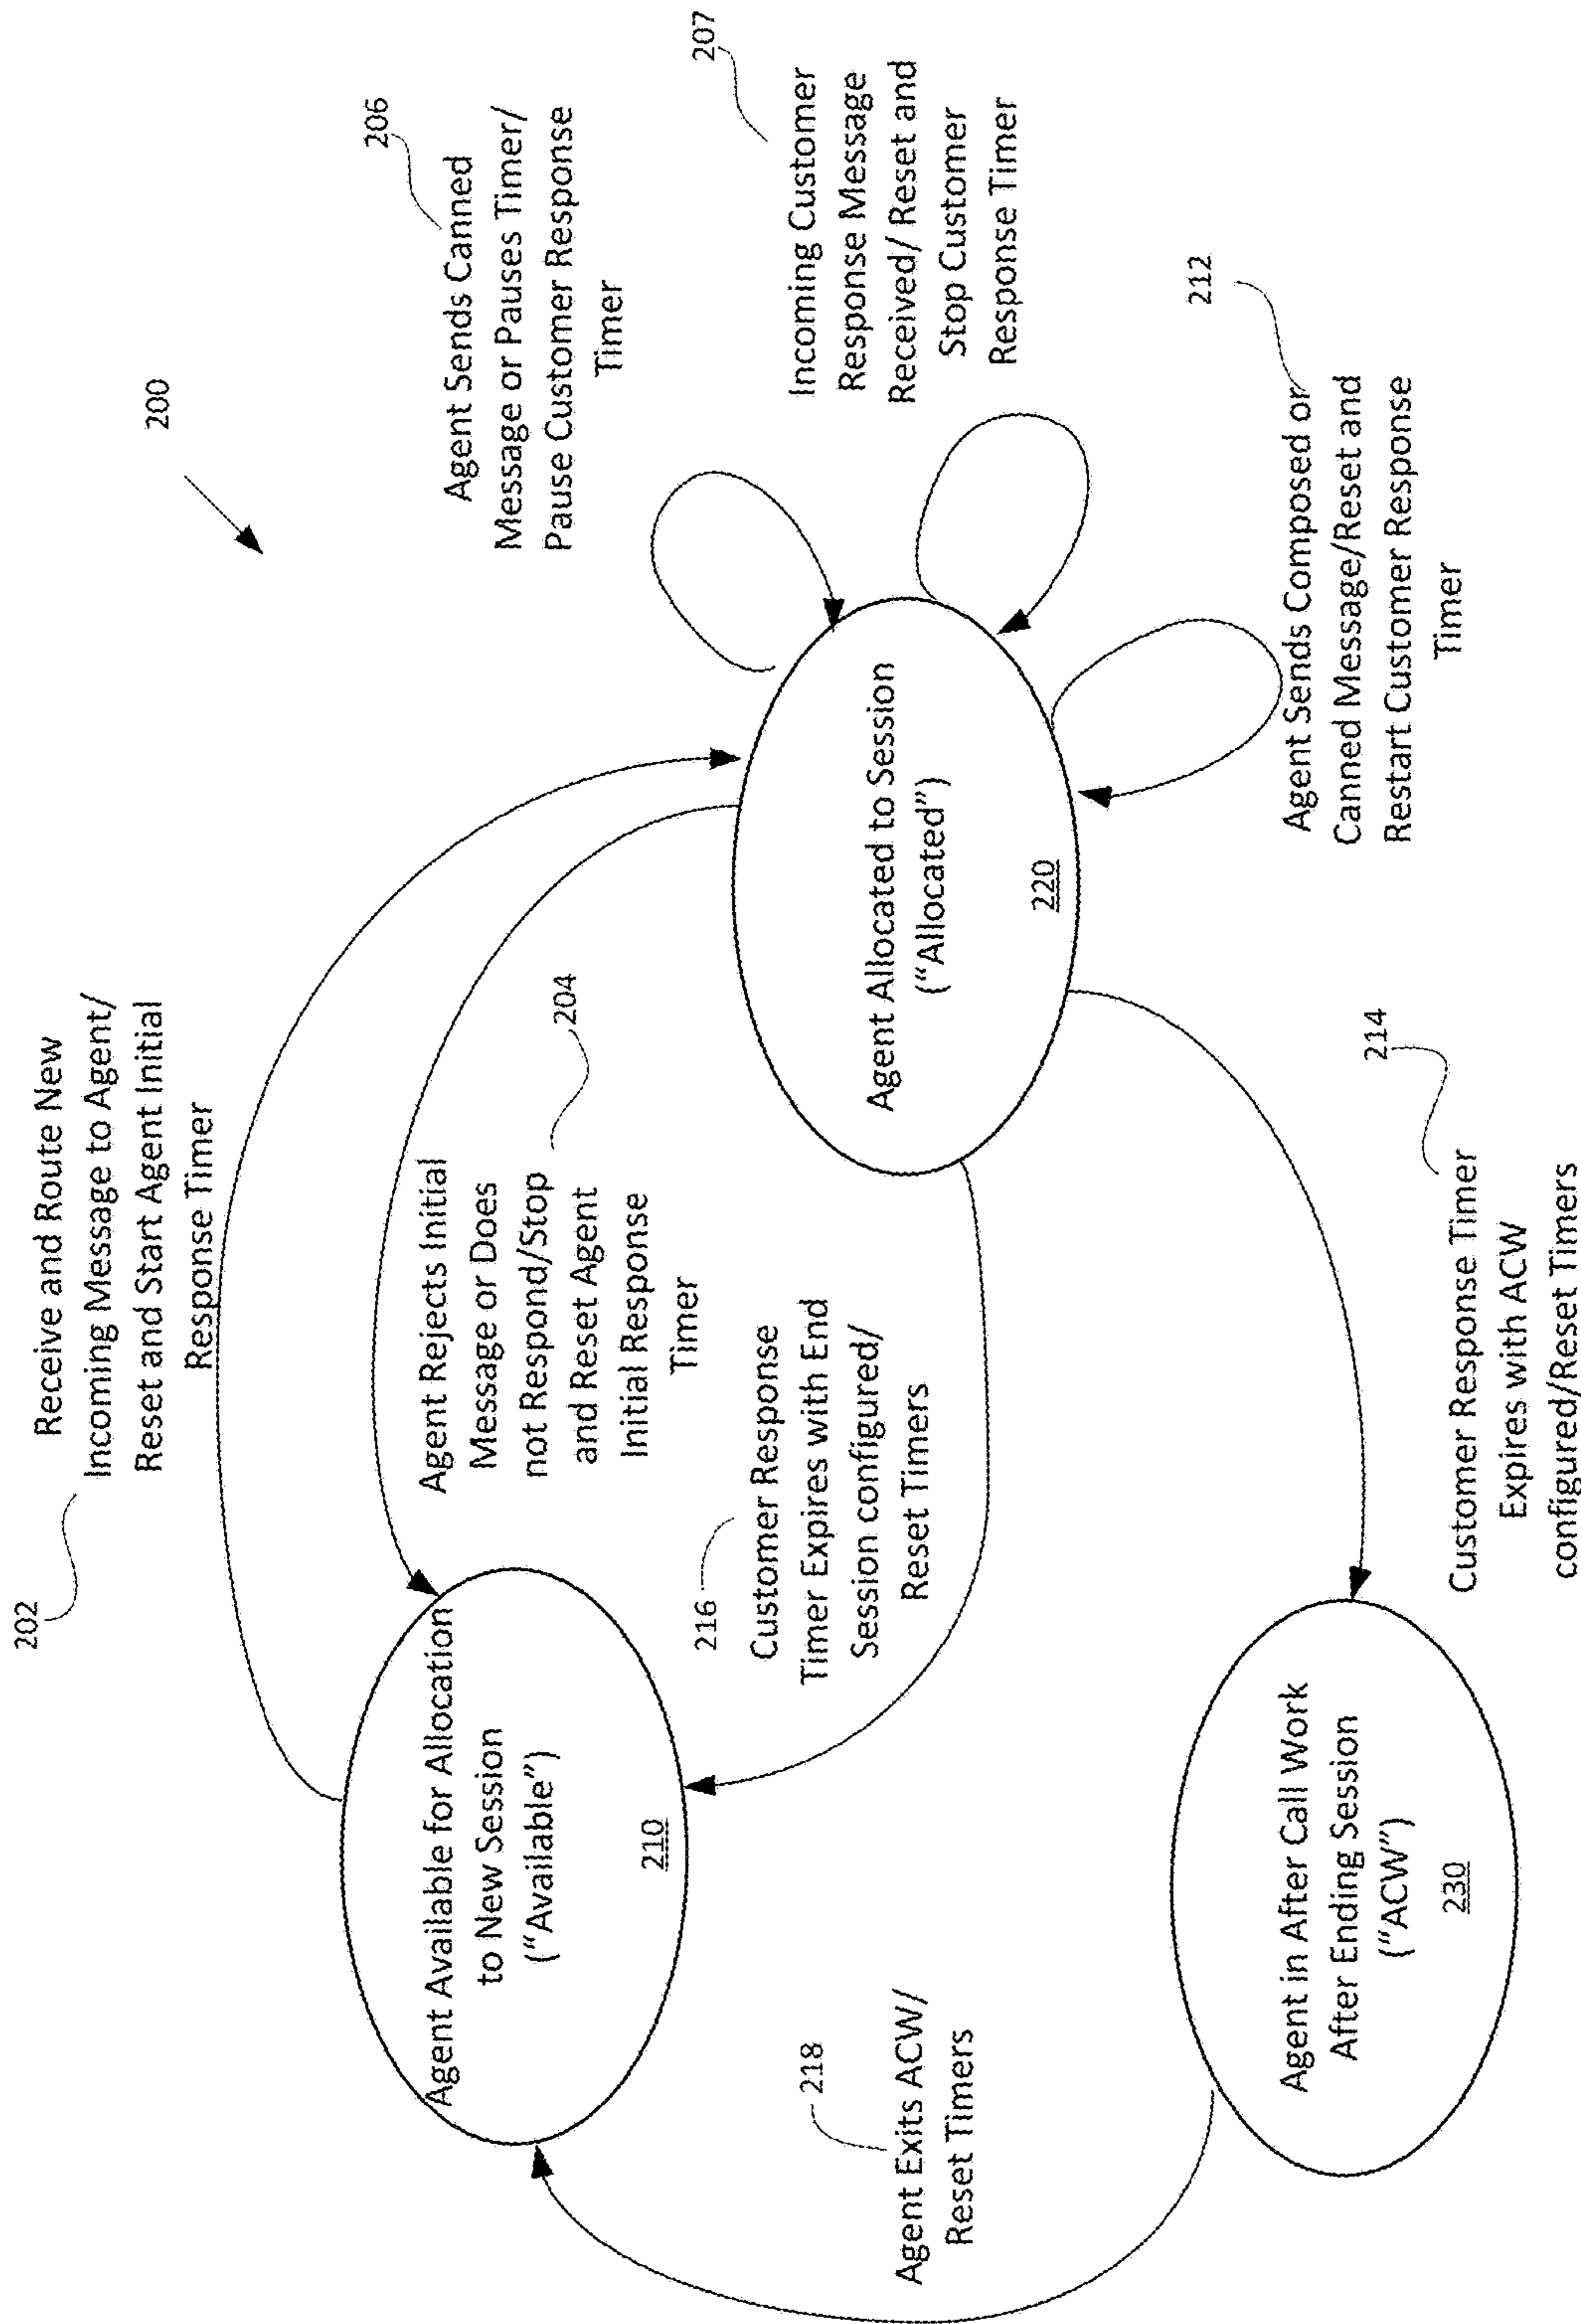 200
202
Receive and Route New
Incoming Message to Agent/
Reset and Start Agent Initial
Response Timer
206
Agent Sends Canned
Message or Pauses Timer/
Pause Customer Response
Timer
Agent Rejects Initial
Message or Does
not Respond/Stop
and Reset Agent
Initial Response
Timer
204
207
Incoming Customer
Response Message
Received/ Reset and
Stop Customer
Response Timer
Agent Available for Allocation
to New Session
("Available")
210
216
Customer Response
Timer Expires with End
Session configured/
Reset Timers
Agent Allocated to Session
("Allocated")
220
212
Agent Sends Composed or
Canned Message/Reset and
Restart Customer Response
Timer
218
Agent Exits ACW/
Reset Timers
Agent in After Call Work
After Ending Session
("ACW")
230
214
Customer Response Timer
Expires with ACW
configured/Reset Timers